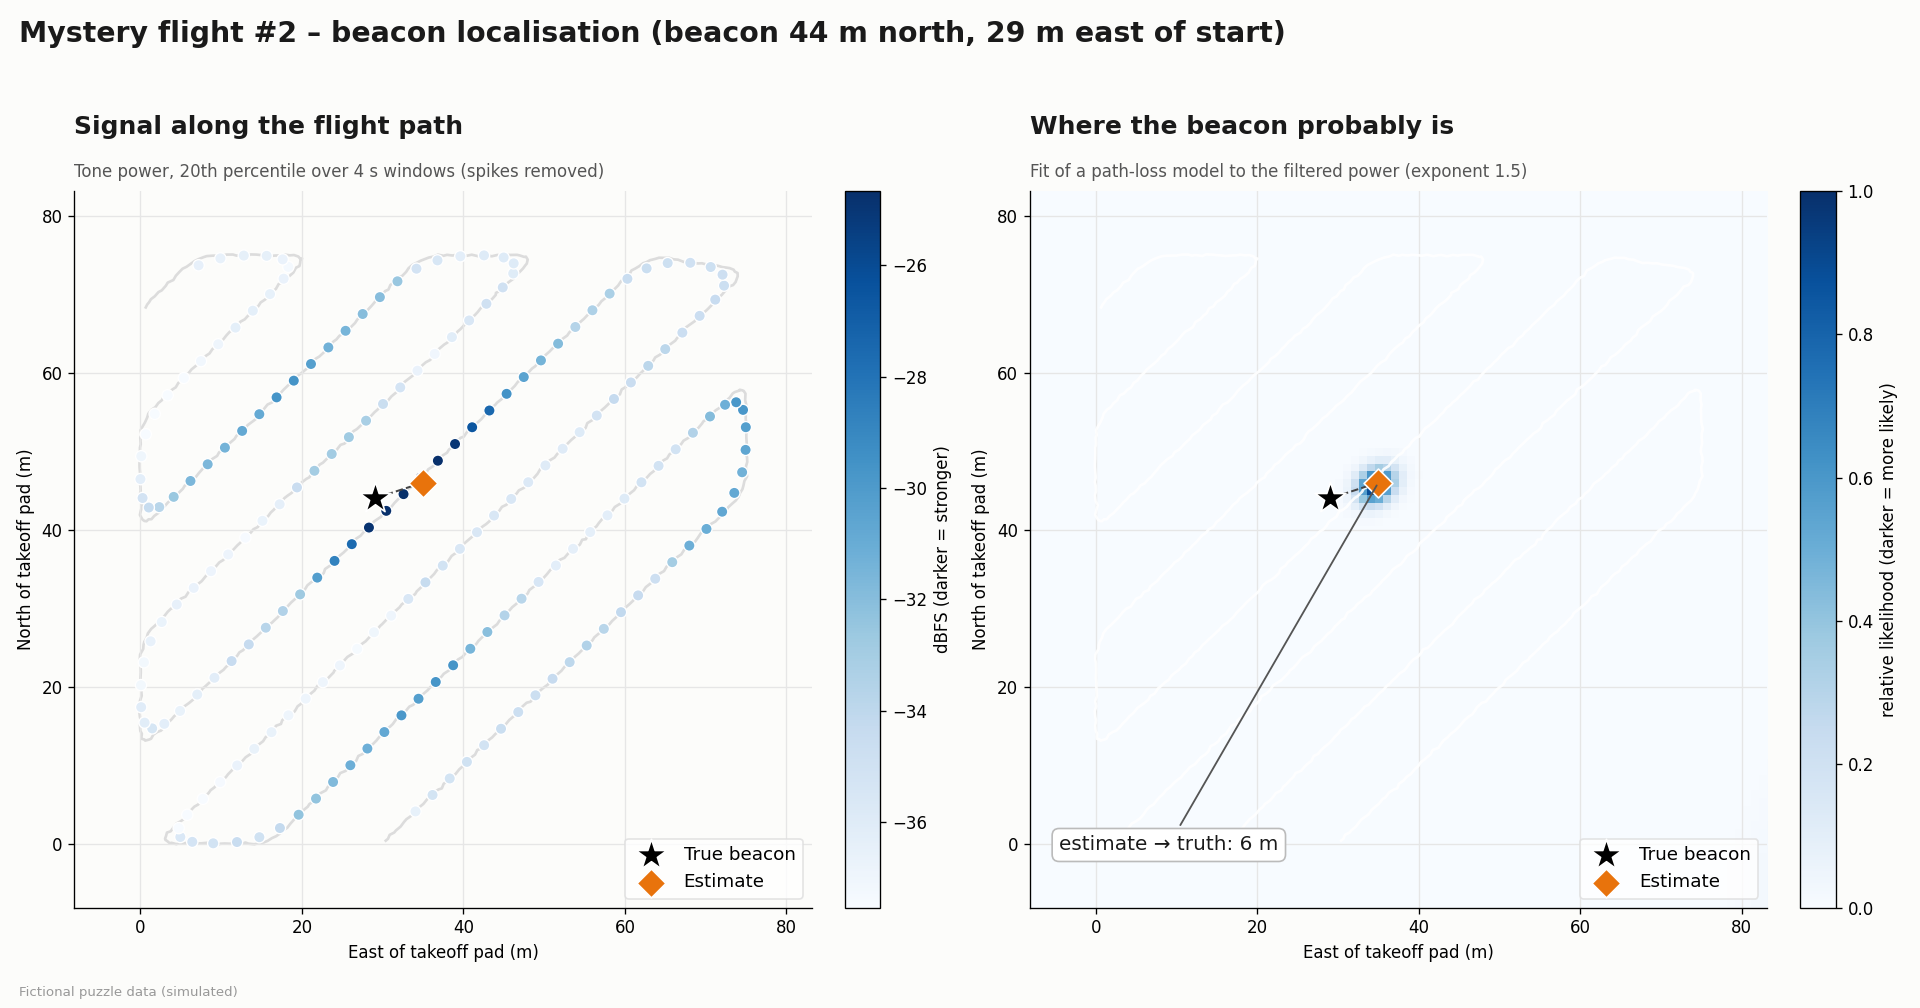 Mystery flight #2 – beacon localisation (beacon 44 m north, 29 m east of start)
Signal along the flight path
Tone power, 20th percentile over 4 s windows (spikes removed)
80
60
40
20
0
North of takeoff pad (m)
0 20 40 60 80
East of takeoff pad (m)
True beacon
Estimate
−26
−28
−30
−32
−34
−36
dBFS (darker = stronger)
Where the beacon probably is
Fit of a path-loss model to the filtered power (exponent 1.5)
80
60
40
20
0
North of takeoff pad (m)
estimate → truth: 6 m
0 20 40 60 80
East of takeoff pad (m)
True beacon
Estimate
1.0
0.8
0.6
0.4
0.2
0.0
relative likelihood (darker = more likely)
Fictional puzzle data (simulated)